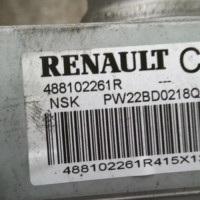 RENAULT C
488102261R ---
NSK PW22BD0218Q
488102261R415X1